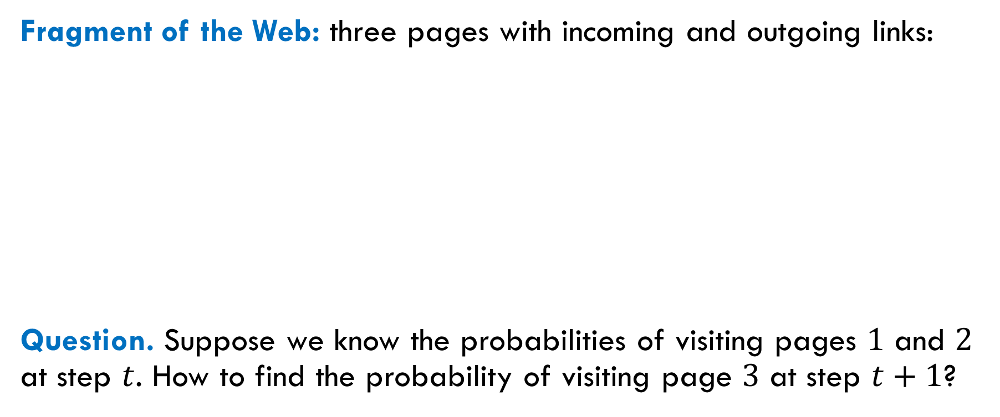 Fragment of the Web: three pages with incoming and outgoing links:
Question. Suppose we know the probabilities of visiting pages 1 and 2
at step t. How to find the probability of visiting page 3 at step t + 1?